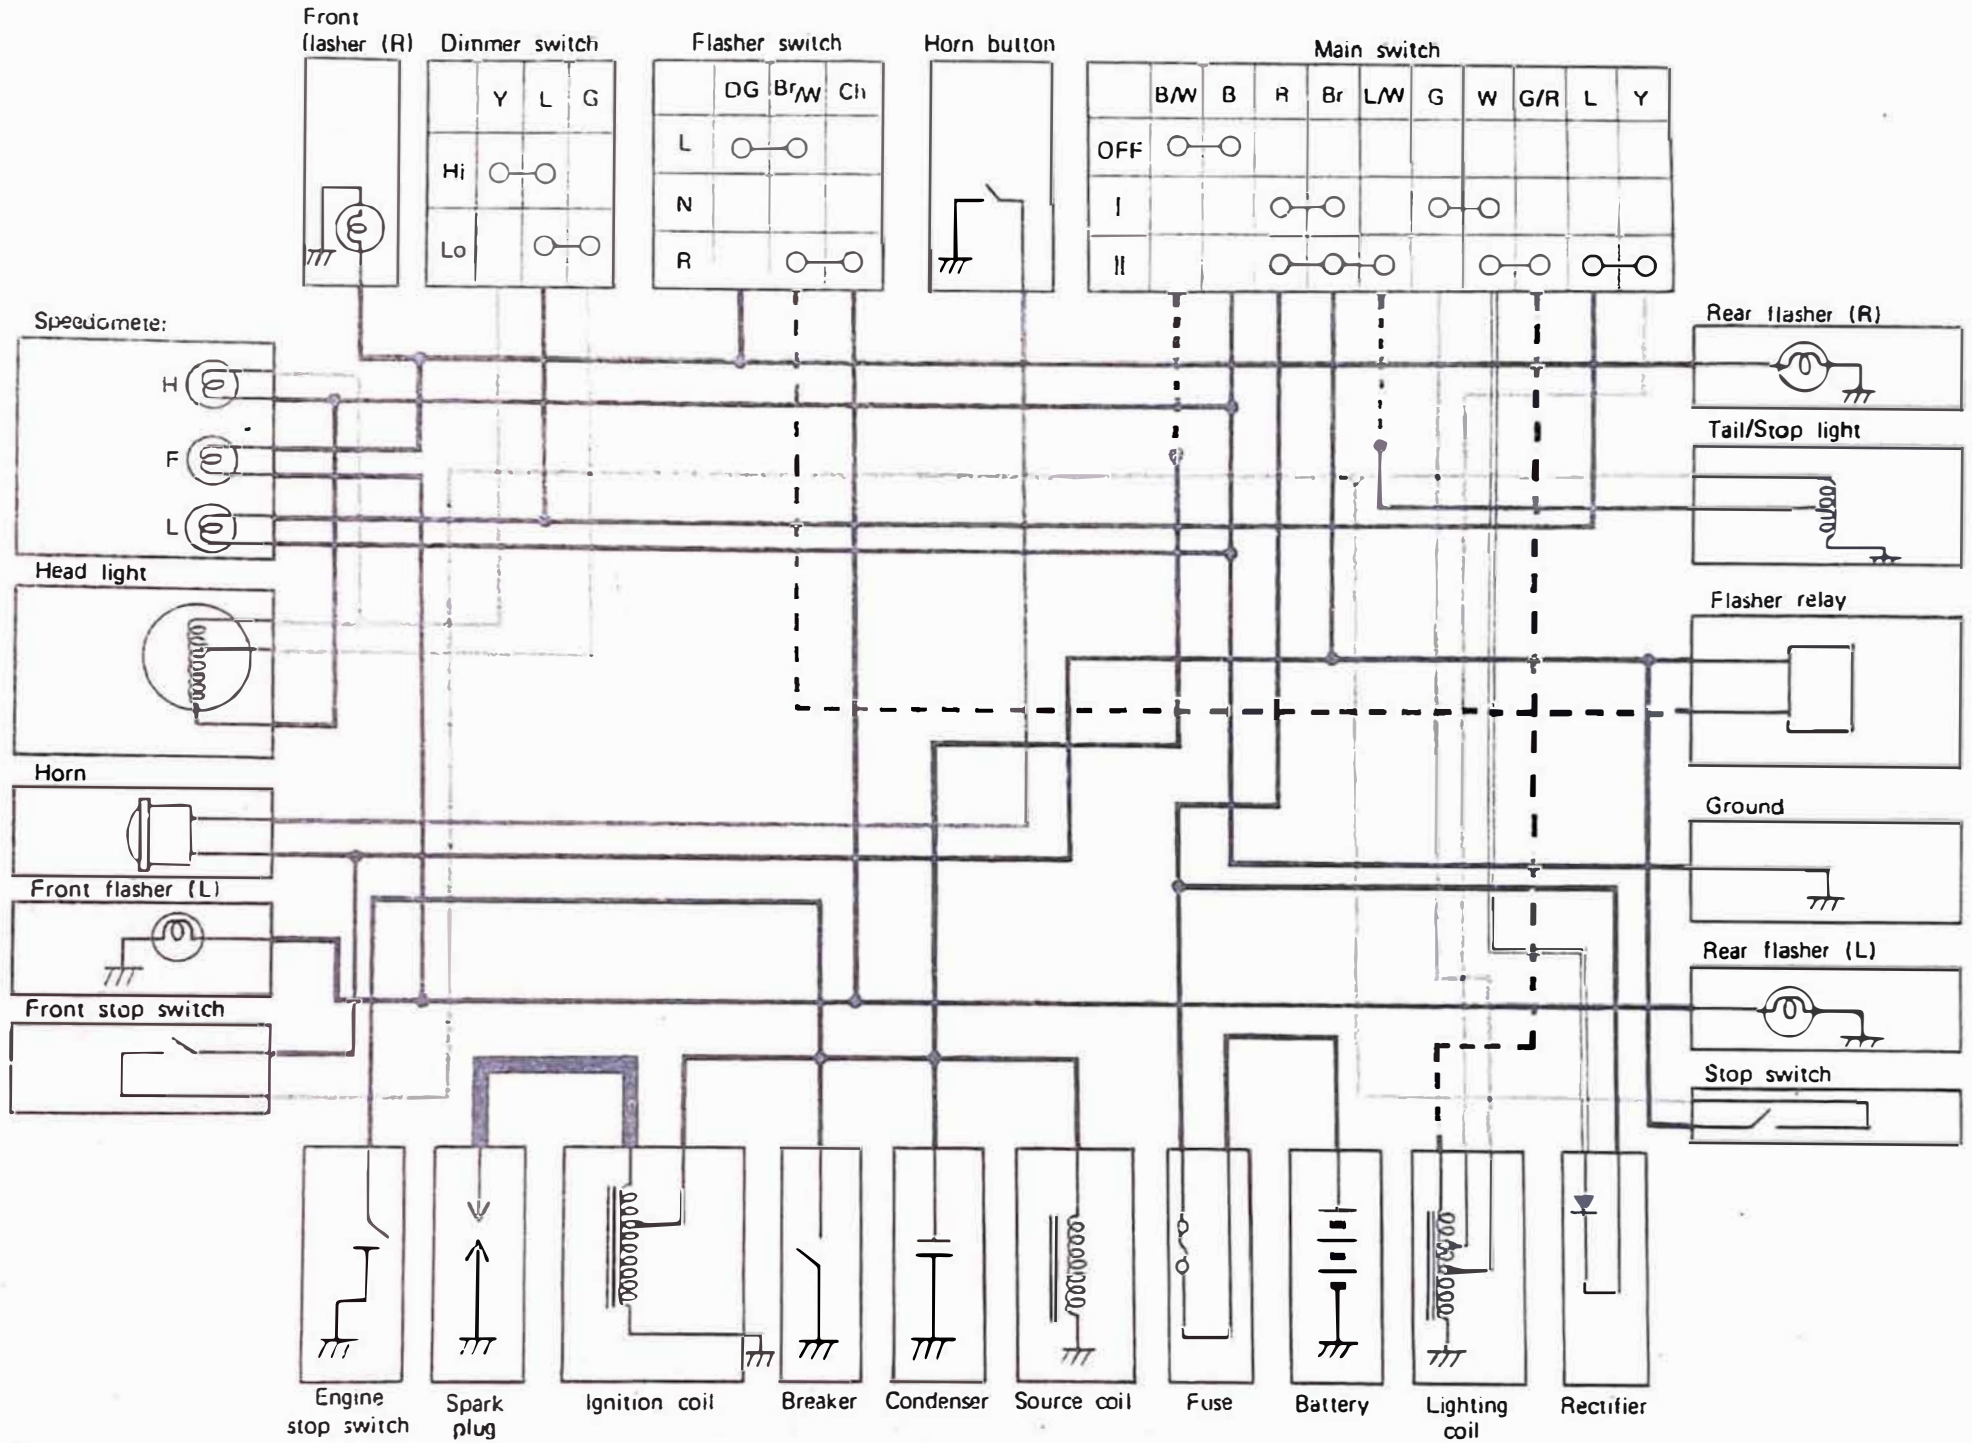 Front
flasher (R)
Dimmer switch
Flasher switch
Horn button
Main switch
Y L G
Hi
Lo
DG Br/W Ch
L
N
R
B/W B R Br L/W G W G/R L Y
OFF
I
II
Speedometer
H
F
L
Head light
Horn
Front flasher (L)
Front stop switch
Rear flasher (R)
Tail/Stop light
Flasher relay
Ground
Rear flasher (L)
Stop switch
Engine
stop switch
Spark
plug
Ignition coil
Breaker
Condenser
Source coil
Fuse
Battery
Lighting
coil
Rectifier